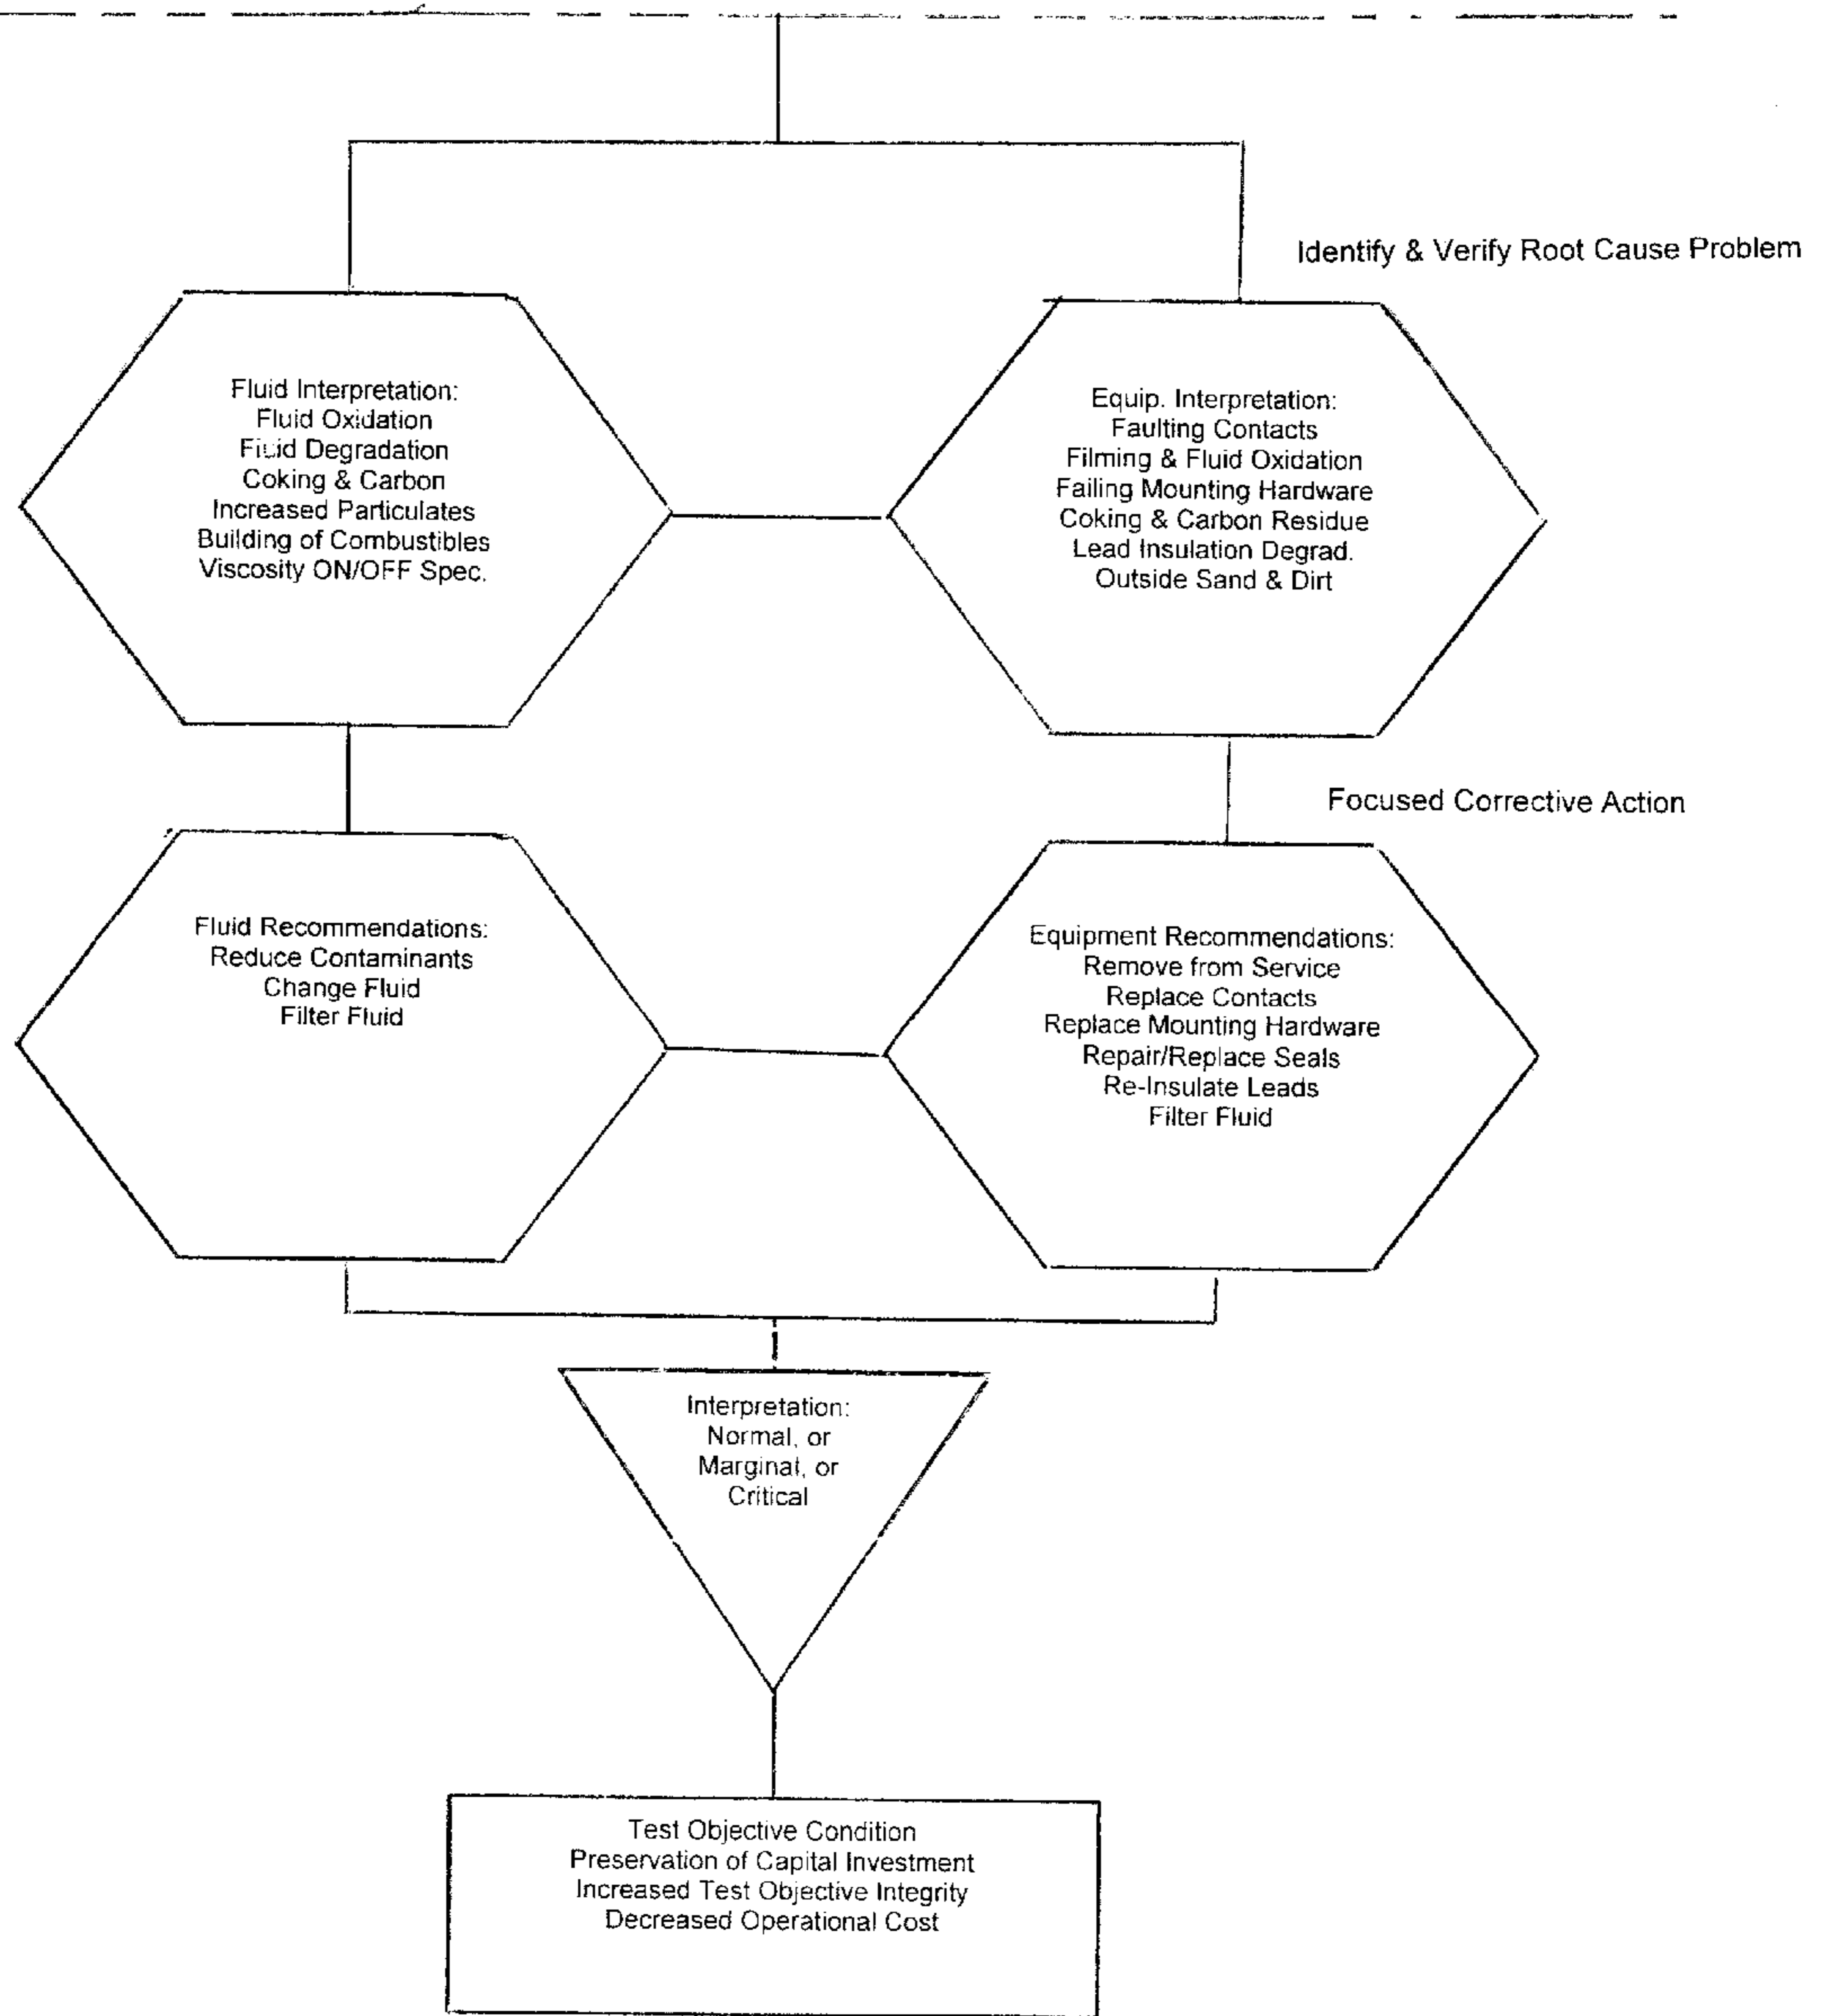 Identify & Verify Root Cause Problem
Fluid Interpretation:
Fluid Oxidation
Fluid Degradation
Coking & Carbon
Increased Particulates
Building of Combustibles
Viscosity ON/OFF Spec.
Equip. Interpretation:
Faulting Contacts
Filming & Fluid Oxidation
Failing Mounting Hardware
Coking & Carbon Residue
Lead Insulation Degrad.
Outside Sand & Dirt
Focused Corrective Action
Fluid Recommendations:
Reduce Contaminants
Change Fluid
Filter Fluid
Equipment Recommendations:
Remove from Service
Replace Contacts
Replace Mounting Hardware
Repair/Replace Seals
Re-Insulate Leads
Filter Fluid
Interpretation:
Normal, or
Marginal, or
Critical
Test Objective Condition
Preservation of Capital Investment
Increased Test Objective Integrity
Decreased Operational Cost